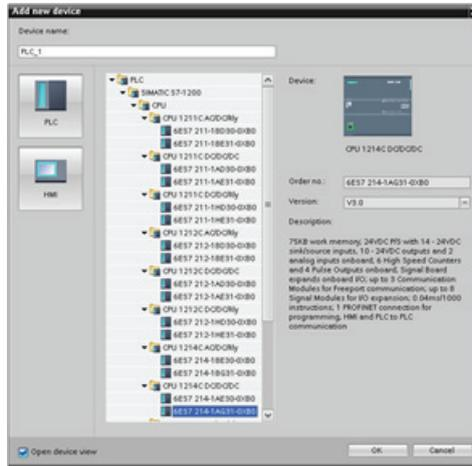 Add new device
Device name:
PLC_1
PLC
HMI
PLC
SIMATIC S7-1200
CPU
CPU 1211C AC/DC/Rly
6ES7 211-1BD30-0XB0
6ES7 211-1BE31-0XB0
CPU 1211C DC/DC/DC
6ES7 211-1AD30-0XB0
6ES7 211-1AE31-0XB0
CPU 1211C DC/DC/Rly
6ES7 211-1HD30-0XB0
6ES7 211-1HE31-0XB0
CPU 1212C AC/DC/Rly
6ES7 212-1BD30-0XB0
6ES7 212-1BE31-0XB0
CPU 1212C DC/DC/DC
6ES7 212-1AD30-0XB0
6ES7 212-1AE31-0XB0
CPU 1212C DC/DC/Rly
6ES7 212-1HD30-0XB0
6ES7 212-1HE31-0XB0
CPU 1214C AC/DC/Rly
6ES7 214-1BE30-0XB0
6ES7 214-1BG31-0XB0
CPU 1214C DC/DC/DC
6ES7 214-1AE30-0XB0
6ES7 214-1AG31-0XB0
Device:
CPU 1214C DC/DC/DC
Order no.:
6ES7 214-1AG31-0XB0
Version:
V3.0
Description:
75KB work memory; 24VDC P/S with 14 - 24VDC
sink/source inputs, 10 - 24VDC outputs and 2
analog inputs onboard, 6 High Speed Counters
and 4 Pulse Outputs onboard, Signal Board
expands onboard I/O; up to 3 Communication
Modules for Freeport communication; up to 8
Signal Modules for I/O expansion; 0.04ms/1000
instructions; 1 PROFINET connection for
programming, HMI and PLC to PLC
communication
Open device view
OK
Cancel